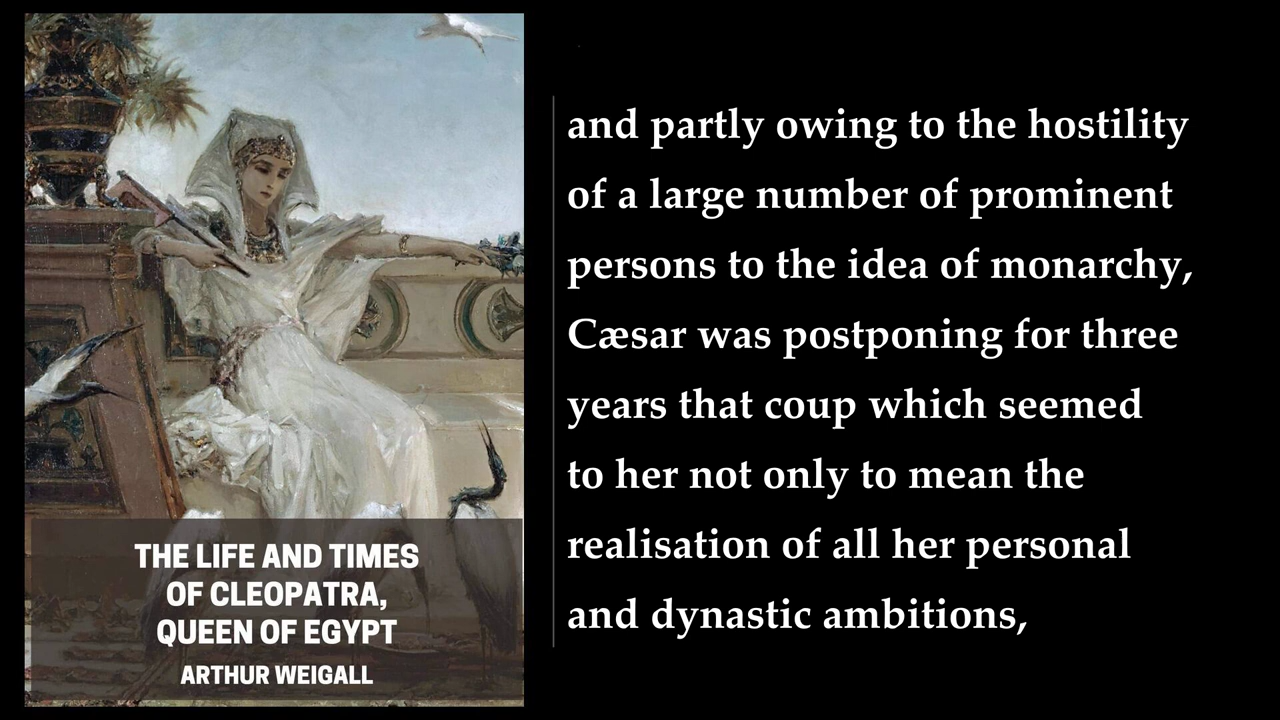 THE LIFE AND TIMES
OF CLEOPATRA,
QUEEN OF EGYPT
ARTHUR WEIGALL
and partly owing to the hostility
of a large number of prominent
persons to the idea of monarchy,
Cæsar was postponing for three
years that coup which seemed
to her not only to mean the
realisation of all her personal
and dynastic ambitions,